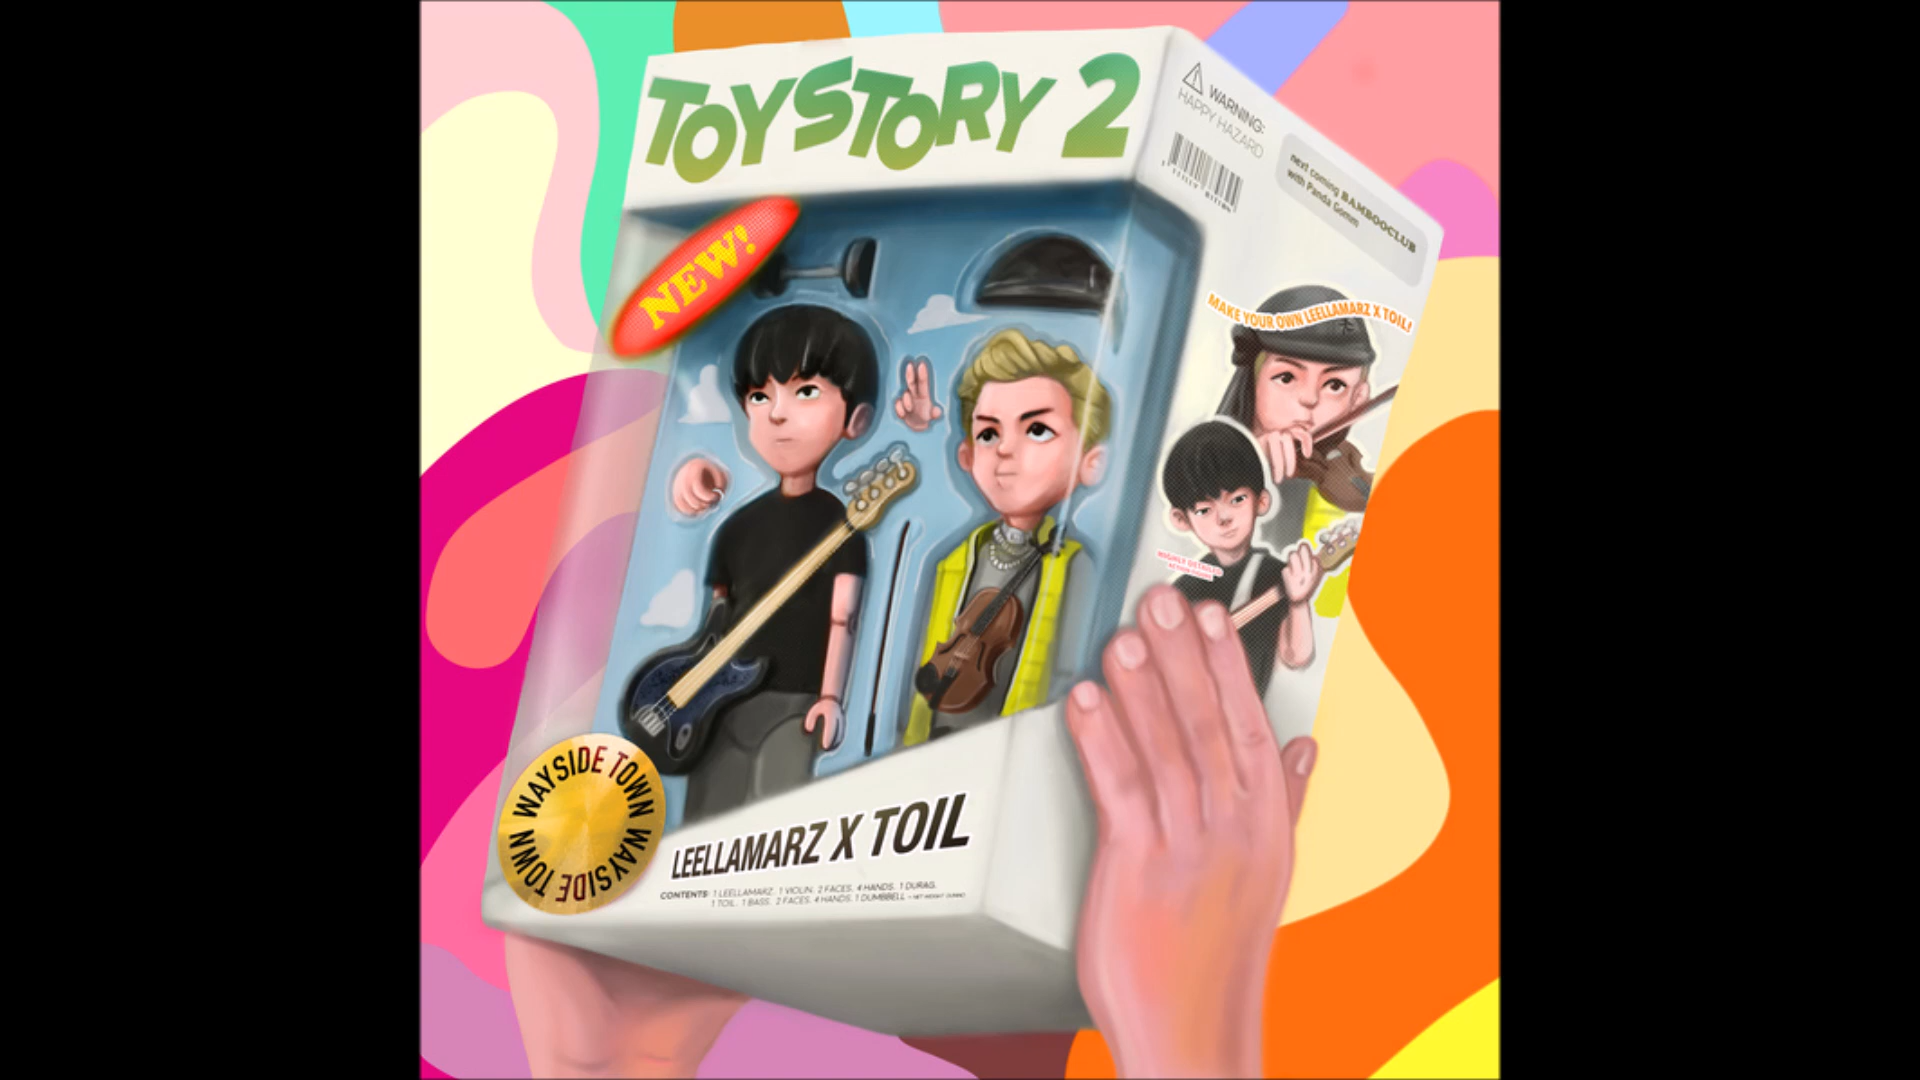 TOYSTORY 2
WARNING:
HAPPY HAZARD
next coming BAMBOOCLUB
with Panda Gomm
NEW!
MAKE YOUR OWN LEELLAMARZ X TOIL!
HIGHLY DETAILED
WAYSIDE TOWN WAYSIDE TOWN
LEELLAMARZ X TOIL
CONTENTS: 1 LEELLAMARZ. 1 VIOLIN. 2 FACES. 4 HANDS. 1 DURAG.
1 TOIL. 1 BASS. 2 FACES. 4 HANDS. 1 DUMBBELL